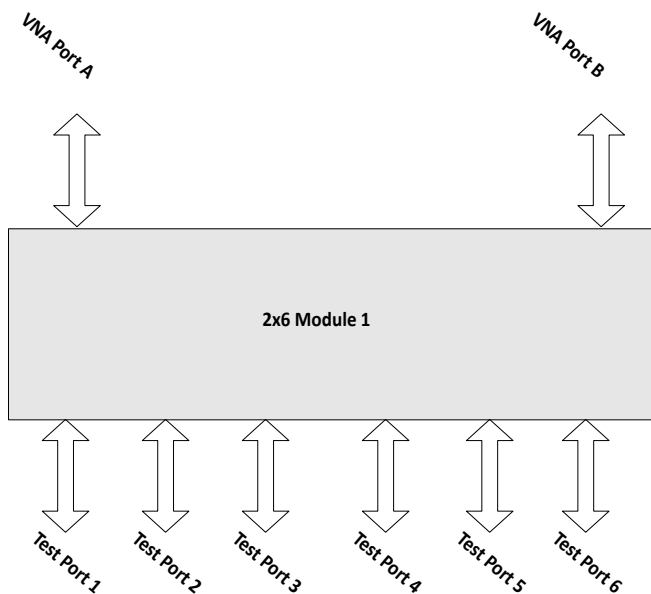 VNA Port A
VNA Port B
2x6 Module 1
Test Port 1
Test Port 2
Test Port 3
Test Port 4
Test Port 5
Test Port 6